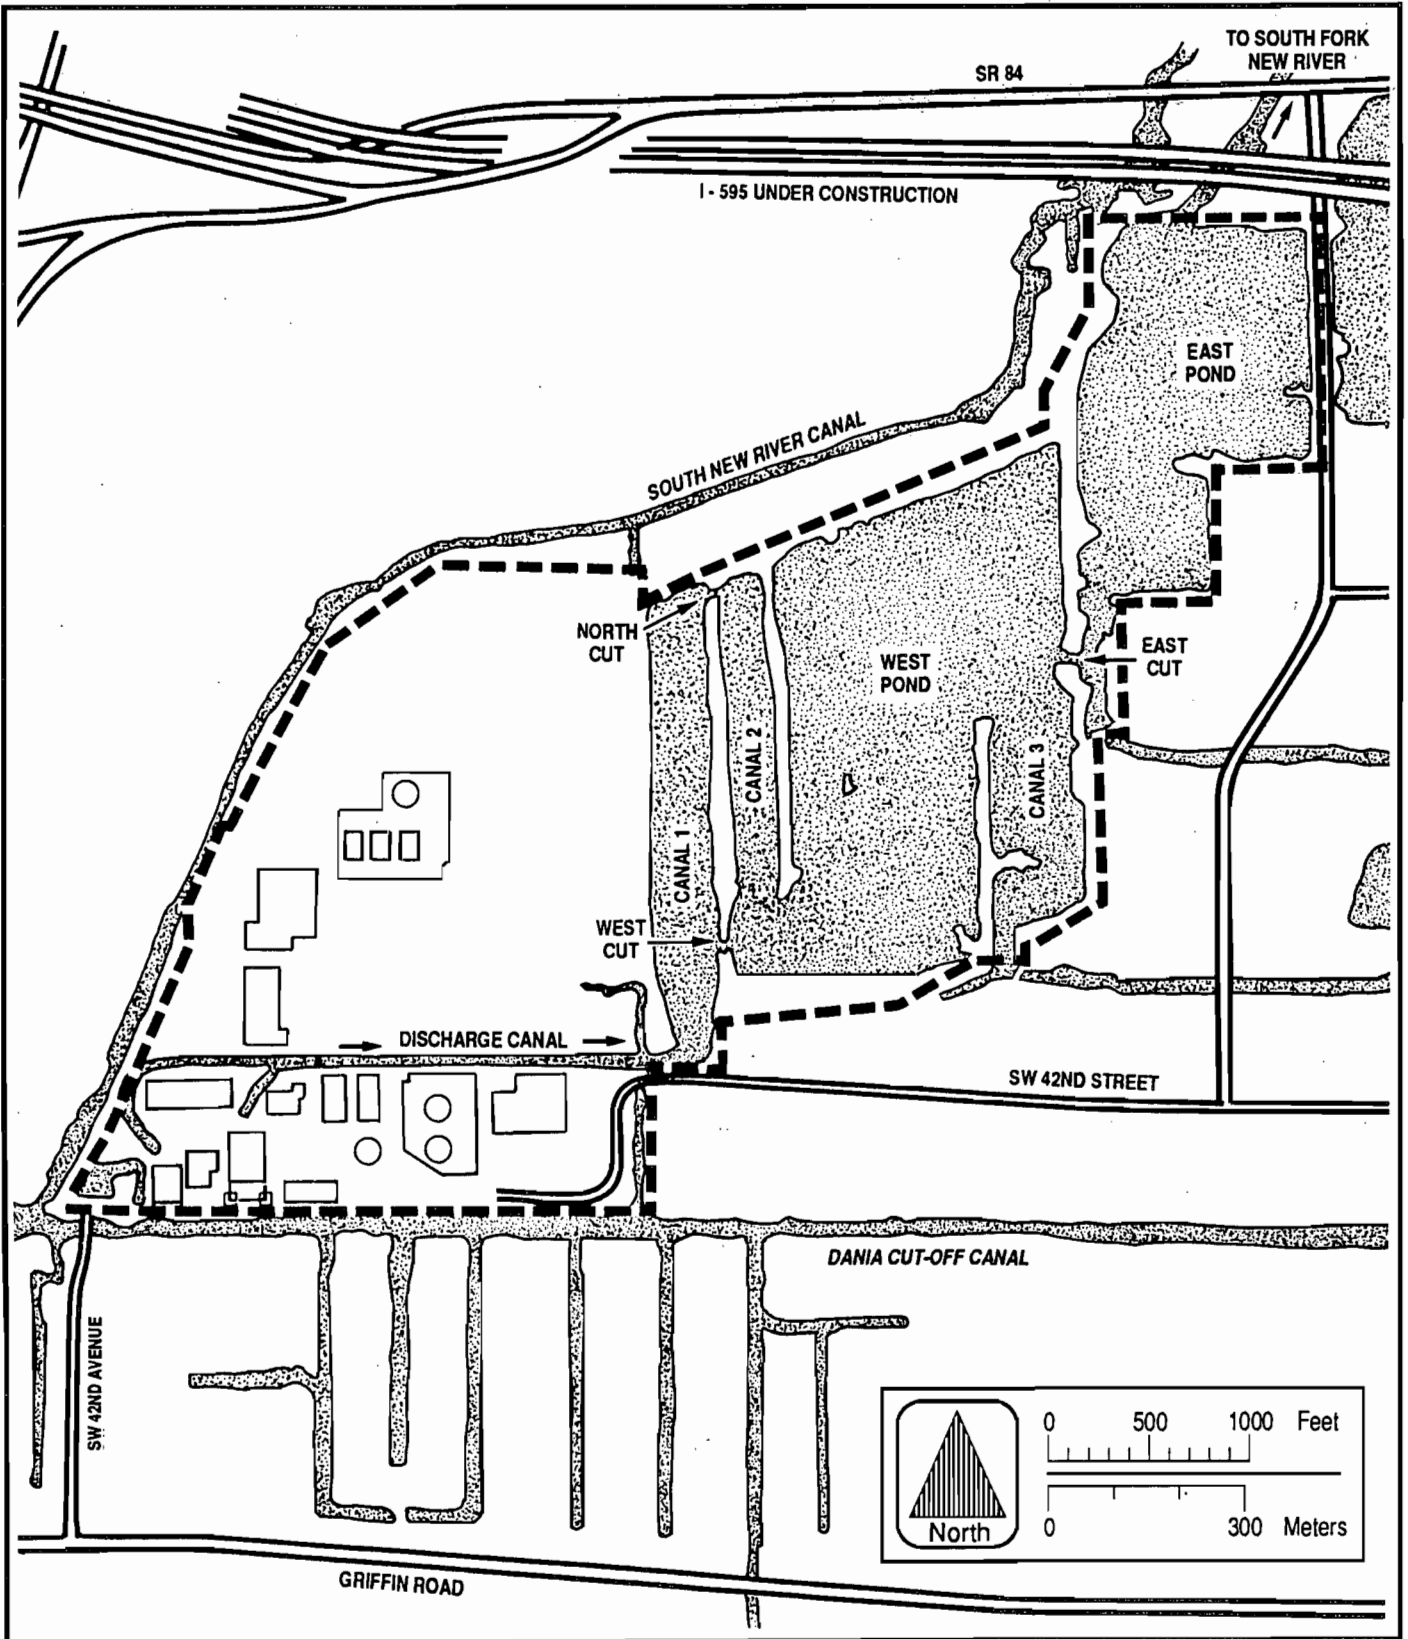 TO SOUTH FORK
NEW RIVER
SR 84
I - 595 UNDER CONSTRUCTION
EAST
POND
SOUTH NEW RIVER CANAL
NORTH
CUT
WEST
POND
EAST
CUT
CANAL 2
CANAL 3
CANAL 1
WEST
CUT
DISCHARGE CANAL
SW 42ND STREET
DANIA CUT-OFF CANAL
SW 42ND AVENUE
0 500 1000 Feet
North
0 300 Meters
GRIFFIN ROAD